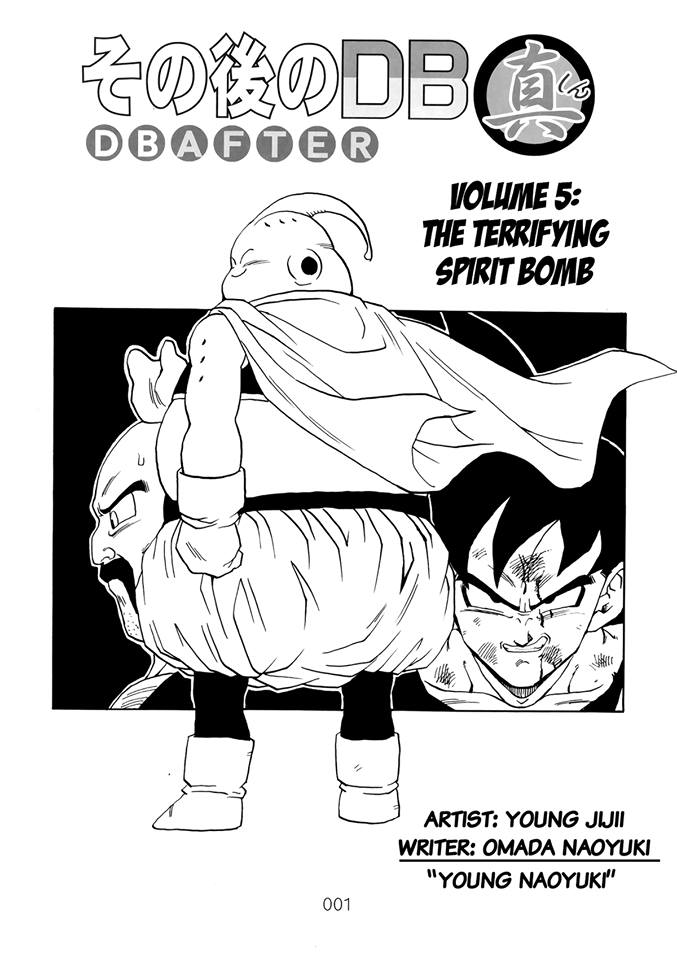 その後のDB
真
しん
DBAFTER
VOLUME 5:
THE TERRIFYING
SPIRIT BOMB
ARTIST: YOUNG JIJII
WRITER: OMADA NAOYUKI
“YOUNG NAOYUKI”
001